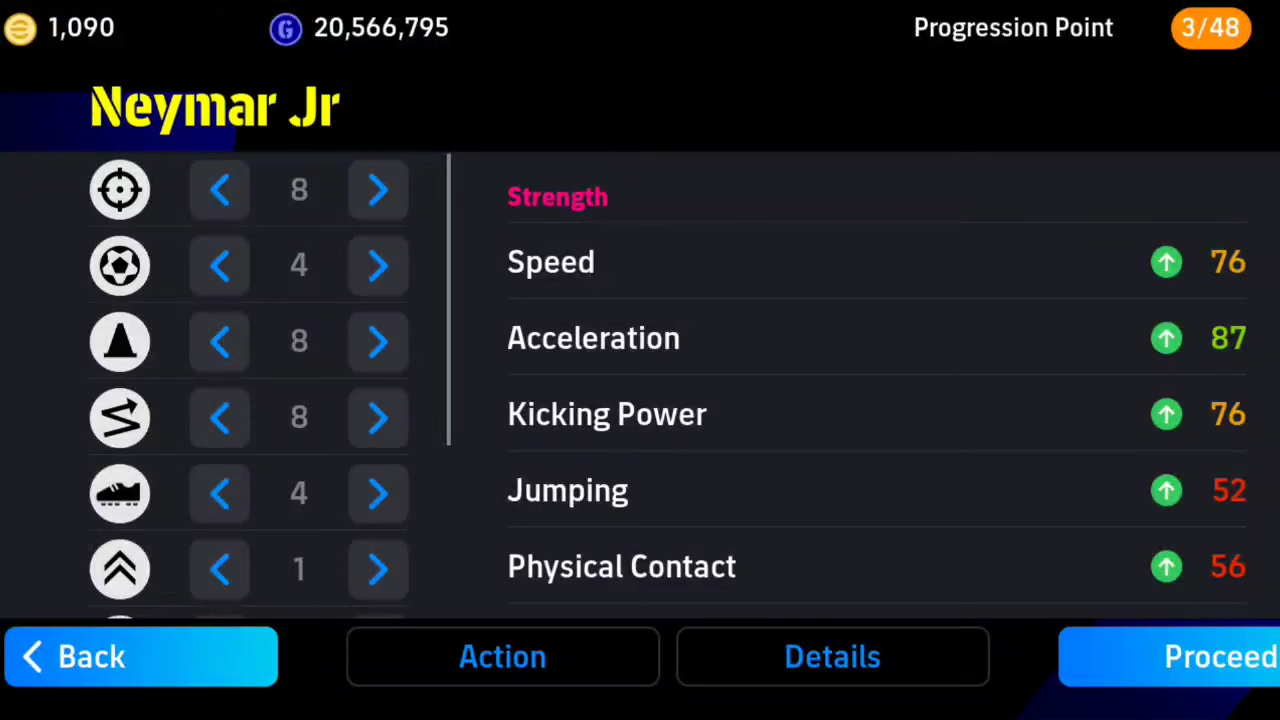 1,090
G 20,566,795
Progression Point 3/48
Neymar Jr
8
4
8
8
4
1
Strength
Speed 76
Acceleration 87
Kicking Power 76
Jumping 52
Physical Contact 56
Back
Action
Details
Proceed